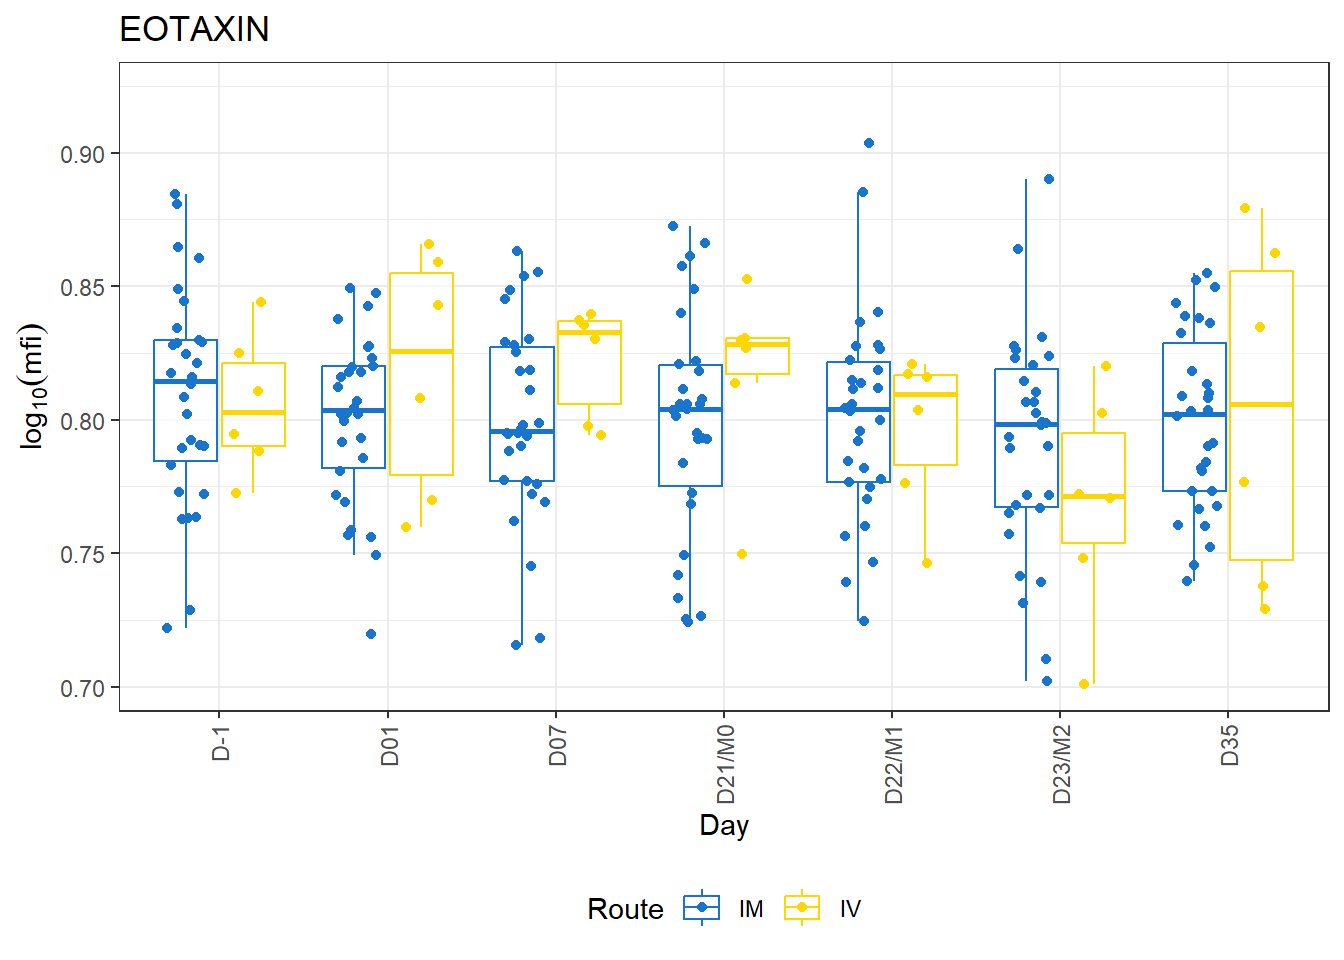 EOTAXIN
log10(mfi)
0.90
0.85
0.80
0.75
0.70
D-1
D01
D07
D21/M0
D22/M1
D23/M2
D35
Day
Route IM IV